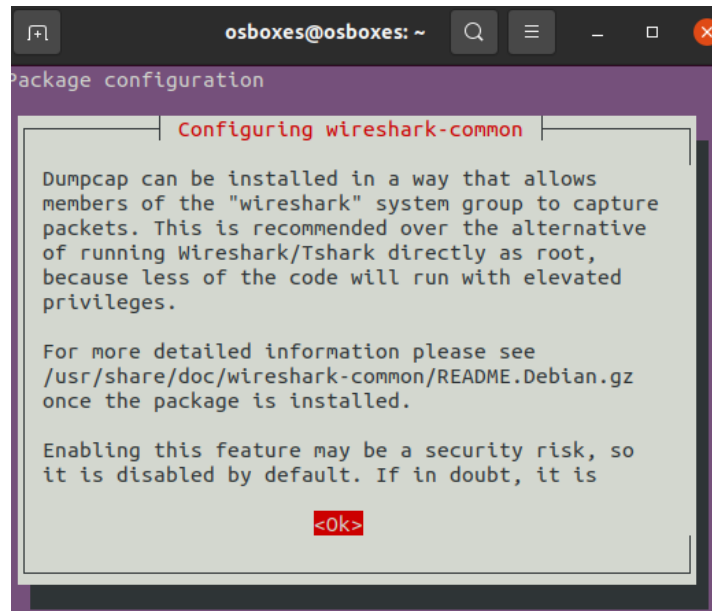 osboxes@osboxes: ~
Package configuration
Configuring wireshark-common
Dumpcap can be installed in a way that allows
members of the "wireshark" system group to capture
packets. This is recommended over the alternative
of running Wireshark/Tshark directly as root,
because less of the code will run with elevated
privileges.
For more detailed information please see
/usr/share/doc/wireshark-common/README.Debian.gz
once the package is installed.
Enabling this feature may be a security risk, so
it is disabled by default. If in doubt, it is
<Ok>